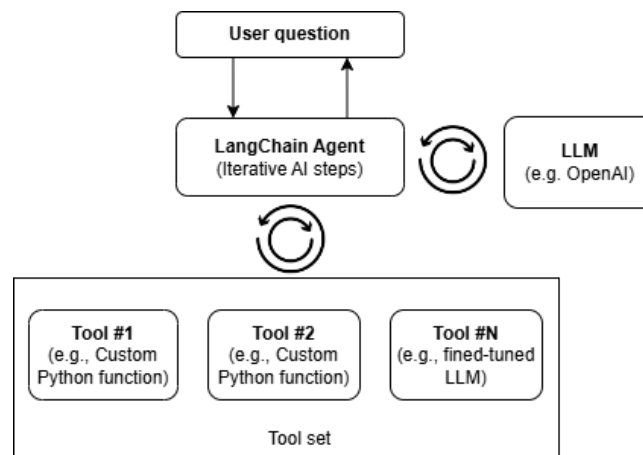 User question
LangChain Agent
(Iterative AI steps)
LLM
(e.g. OpenAI)
Tool #1
(e.g., Custom
Python function)
Tool #2
(e.g., Custom
Python function)
Tool #N
(e.g., fined-tuned
LLM)
Tool set